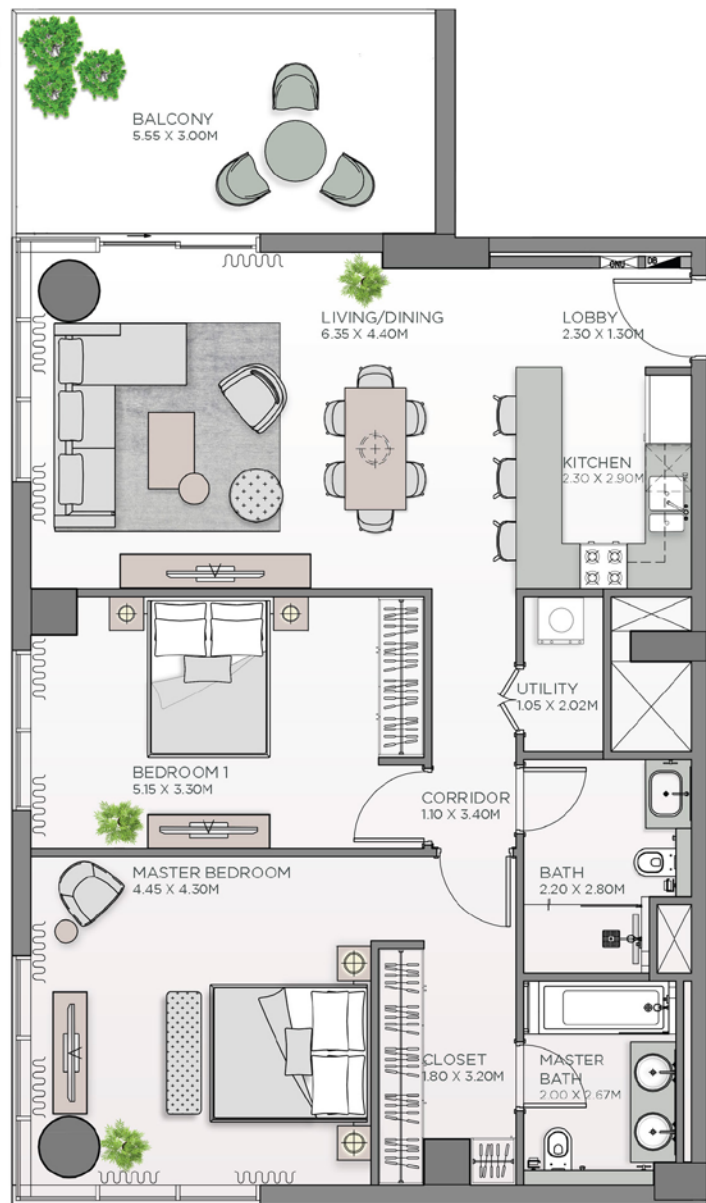 BALCONY
5.55 X 3.00M
DB
LIVING/DINING
6.35 X 4.40M
LOBBY
2.30 X 1.30M
KITCHEN
2.30 X 2.90M
UTILITY
1.05 X 2.02M
BEDROOM 1
5.15 X 3.30M
CORRIDOR
1.10 X 3.40M
MASTER BEDROOM
4.45 X 4.30M
BATH
2.20 X 2.80M
CLOSET
1.80 X 3.20M
MASTER
BATH
2.00 X 2.67M